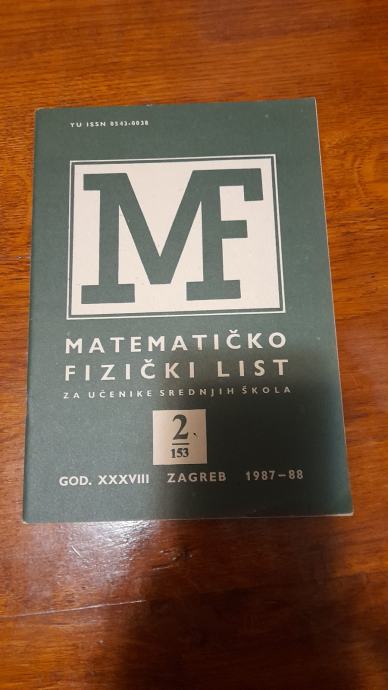 YU ISSN 0543-0038
MF
MATEMATIČKO
FIZIČKI LIST
ZA UČENIKE SREDNJIH ŠKOLA
2
153
GOD. XXXVIII ZAGREB 1987-88